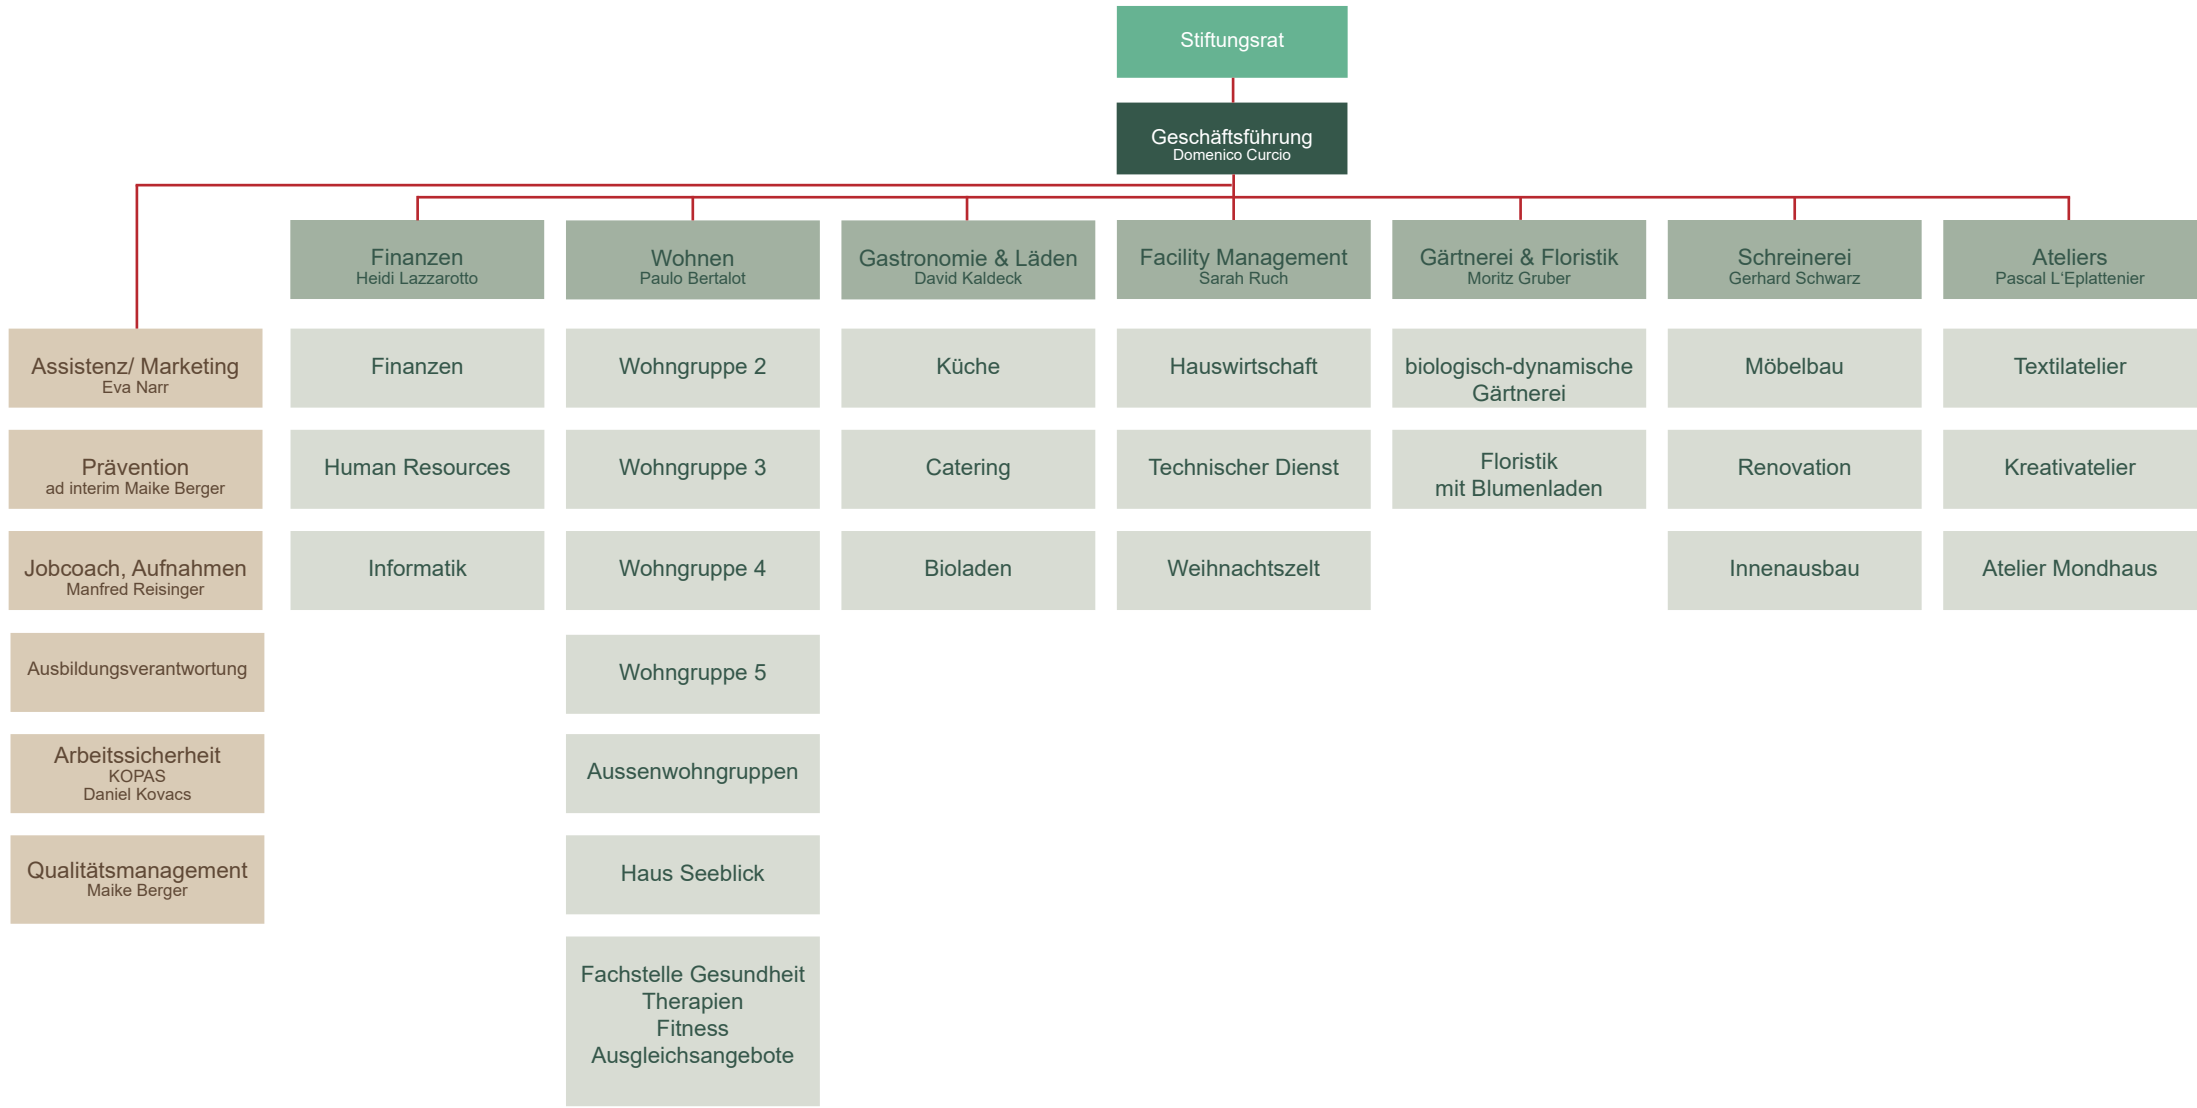 Stiftungsrat
Geschäftsführung
Domenico Curcio
Finanzen
Heidi Lazzarotto
Wohnen
Paulo Bertalot
Gastronomie & Läden
David Kaldeck
Facility Management
Sarah Ruch
Gärtnerei & Floristik
Moritz Gruber
Schreinerei
Gerhard Schwarz
Ateliers
Pascal L‘Eplattenier
Assistenz/ Marketing
Eva Narr
Prävention
ad interim Maike Berger
Jobcoach, Aufnahmen
Manfred Reisinger
Ausbildungsverantwortung
Arbeitssicherheit
KOPAS
Daniel Kovacs
Qualitätsmanagement
Maike Berger
Finanzen
Human Resources
Informatik
Wohngruppe 2
Wohngruppe 3
Wohngruppe 4
Wohngruppe 5
Aussenwohngruppen
Haus Seeblick
Fachstelle Gesundheit
Therapien
Fitness
Ausgleichsangebote
Küche
Catering
Bioladen
Hauswirtschaft
Technischer Dienst
Weihnachtszelt
biologisch-dynamische
Gärtnerei
Floristik
mit Blumenladen
Möbelbau
Renovation
Innenausbau
Textilatelier
Kreativatelier
Atelier Mondhaus